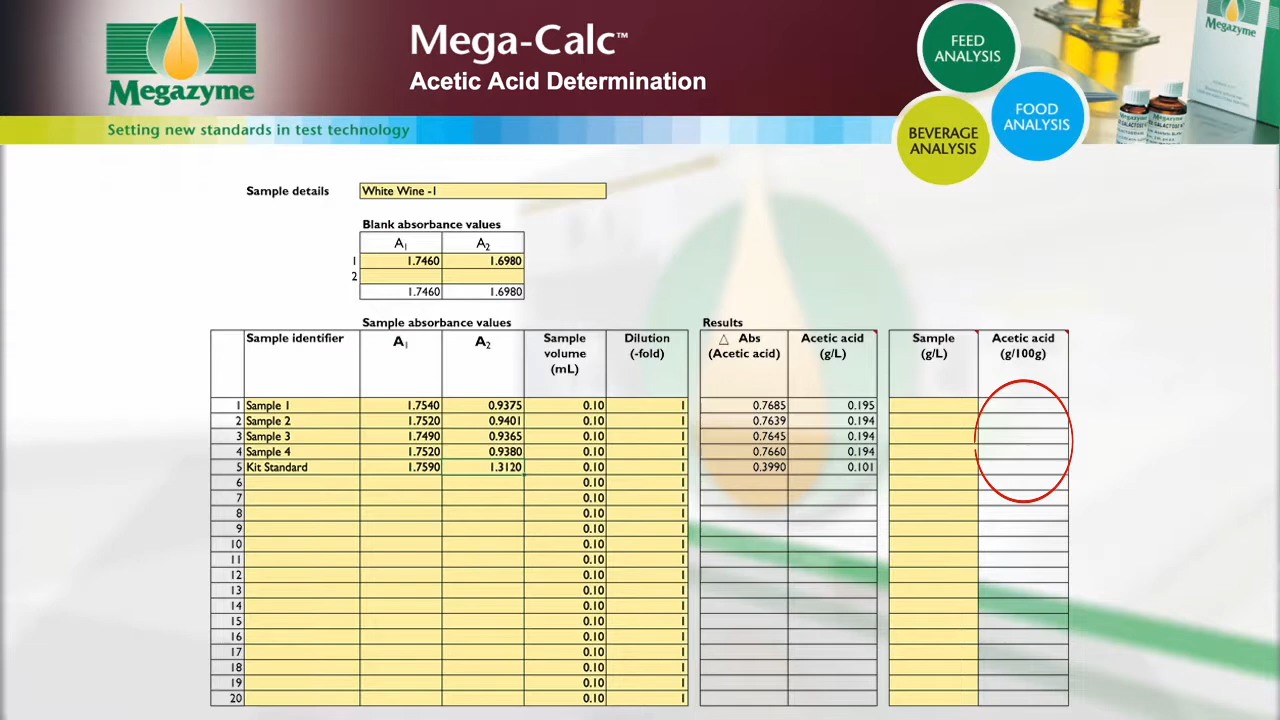 Megazyme
Mega-Calc™
Acetic Acid Determination
FEED
ANALYSIS
FOOD
ANALYSIS
BEVERAGE
ANALYSIS
Megazyme
Setting new standards in test technology
Sample details White Wine -1
Blank absorbance values
A1 A2
1 1.7460 1.6980
2
1.7460 1.6980
Sample absorbance values Results
Sample identifier A1 A2 Sample volume (mL) Dilution (-fold) △ Abs (Acetic acid) Acetic acid (g/L) Sample (g/L) Acetic acid (g/100g)
1 Sample 1 1.7540 0.9375 0.10 1 0.7685 0.195
2 Sample 2 1.7520 0.9401 0.10 1 0.7639 0.194
3 Sample 3 1.7490 0.9365 0.10 1 0.7645 0.194
4 Sample 4 1.7520 0.9380 0.10 1 0.7660 0.194
5 Kit Standard 1.7590 1.3120 0.10 1 0.3990 0.101
6 0.10 1
7 0.10 1
8 0.10 1
9 0.10 1
10 0.10 1
11 0.10 1
12 0.10 1
13 0.10 1
14 0.10 1
15 0.10 1
16 0.10 1
17 0.10 1
18 0.10 1
19 0.10 1
20 0.10 1